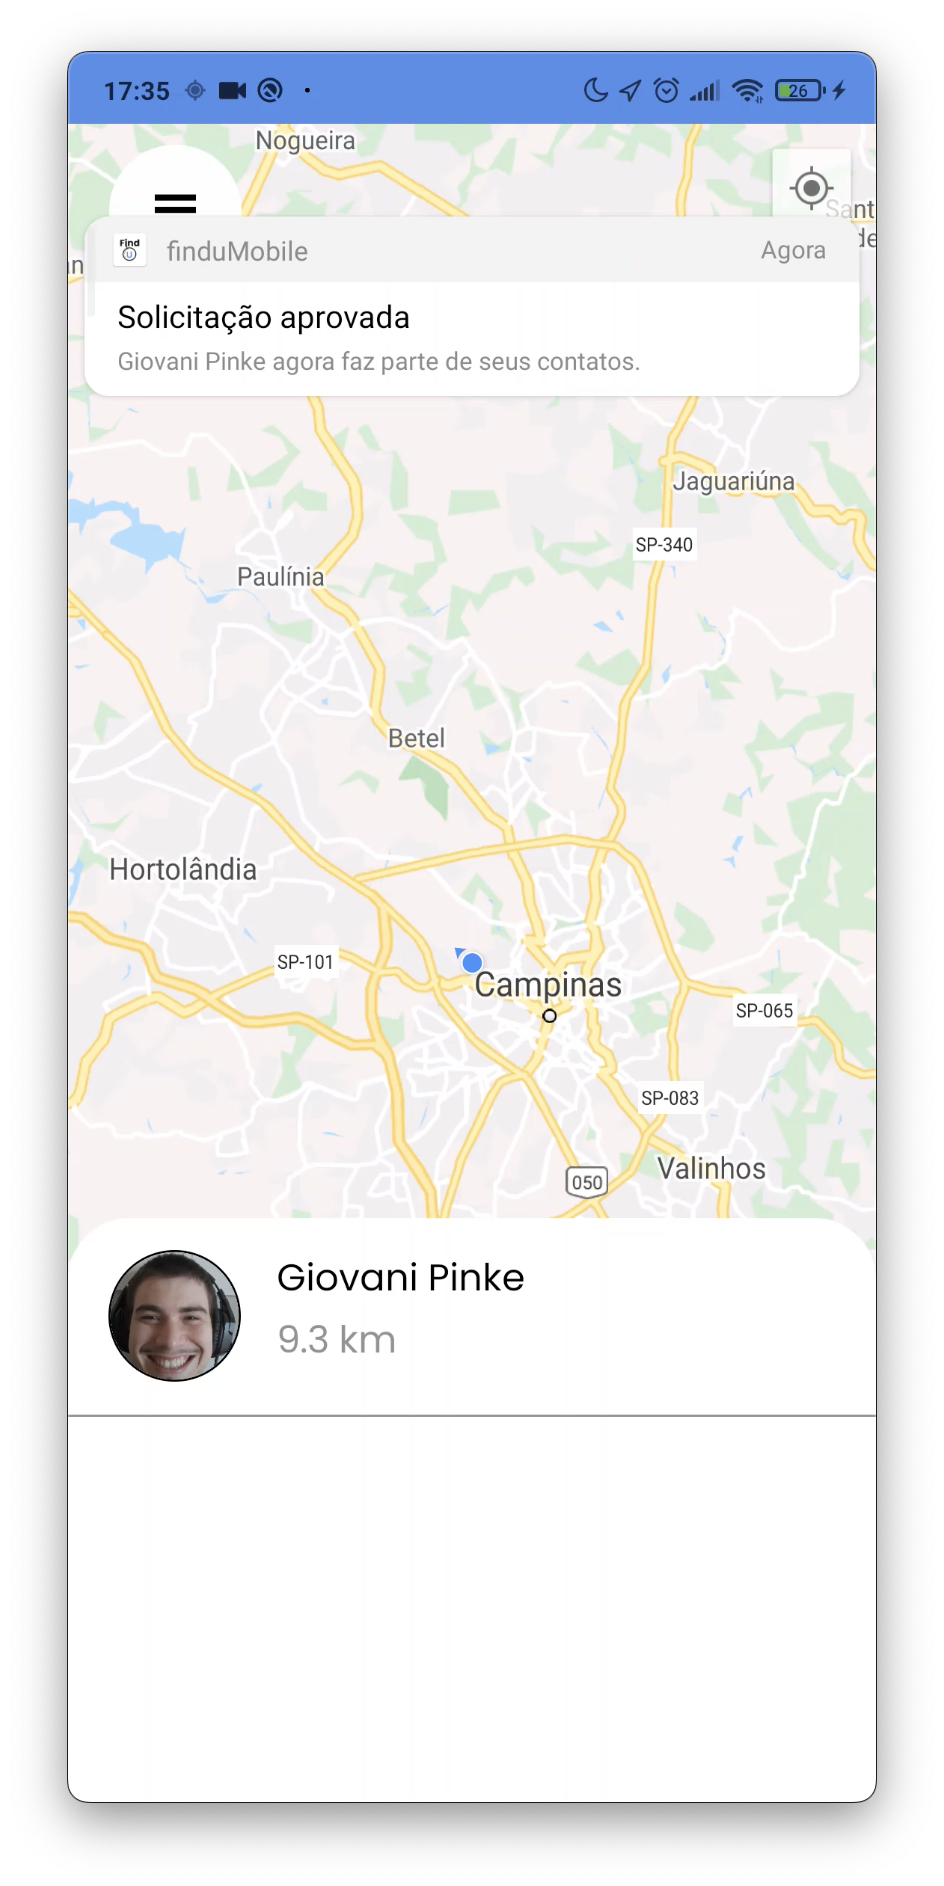 17:35
26
Nogueira
Sant
de
an
Find
U
finduMobile
Agora
Solicitação aprovada
Giovani Pinke agora faz parte de seus contatos.
Jaguariúna
SP-340
Paulínia
Betel
Hortolândia
SP-101
Campinas
SP-065
SP-083
Valinhos
050
Giovani Pinke
9.3 km